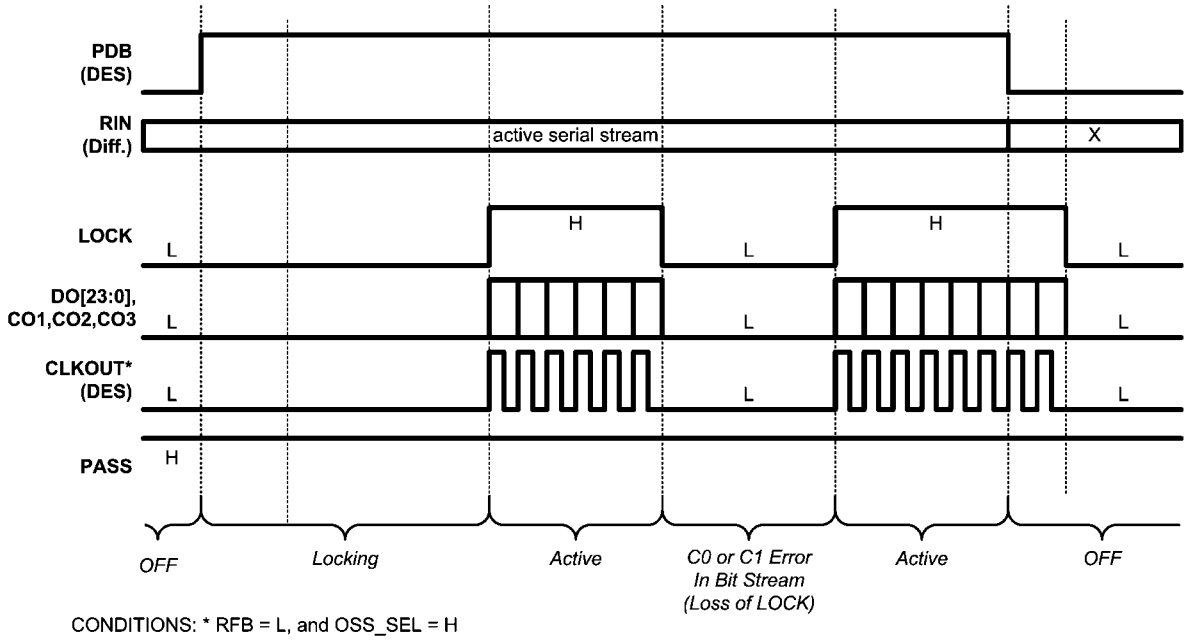 PDB
(DES)
RIN
(Diff.)
active serial stream
X
LOCK
L
H
L
H
L
DO[23:0],
CO1,CO2,CO3
L
L
L
CLKOUT*
(DES)
L
L
L
PASS
H
OFF
Locking
Active
C0 or C1 Error
In Bit Stream
(Loss of LOCK)
Active
OFF
CONDITIONS: * RFB = L, and OSS_SEL = H